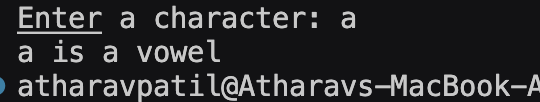 Enter a character: a
a is a vowel
atharavpatil@Atharavs-MacBook-A